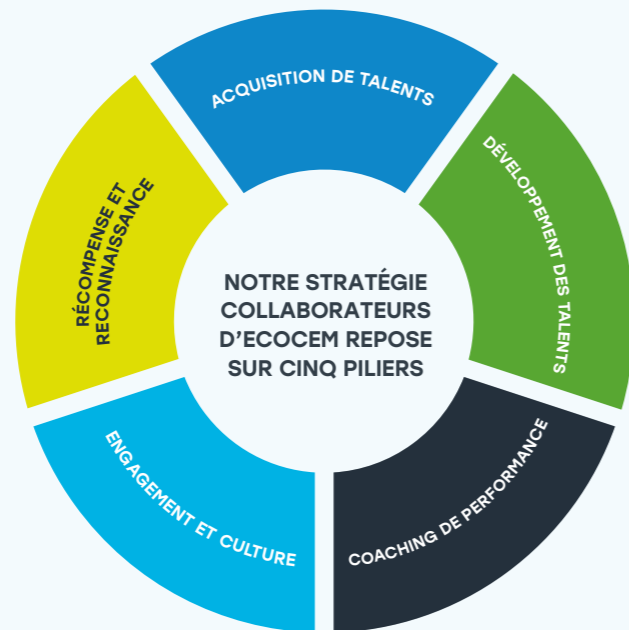 ACQUISITION DE TALENTS
DÉVELOPPEMENT DES TALENTS
COACHING DE PERFORMANCE
ENGAGEMENT ET CULTURE
RÉCOMPENSE ET
RECONNAISSANCE
NOTRE STRATÉGIE
COLLABORATEURS
D’ECOCEM REPOSE
SUR CINQ PILIERS